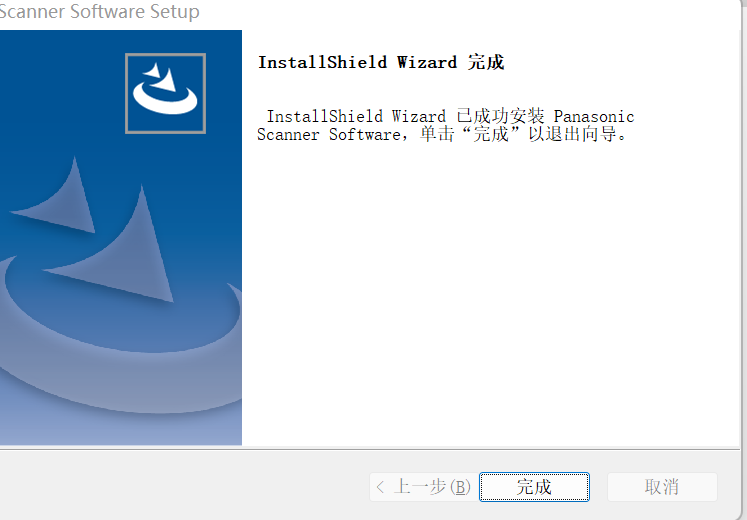 Scanner Software Setup
InstallShield Wizard 完成
InstallShield Wizard 已成功安装 Panasonic
Scanner Software，单击“完成”以退出向导。
< 上一步(B)
完成
取消